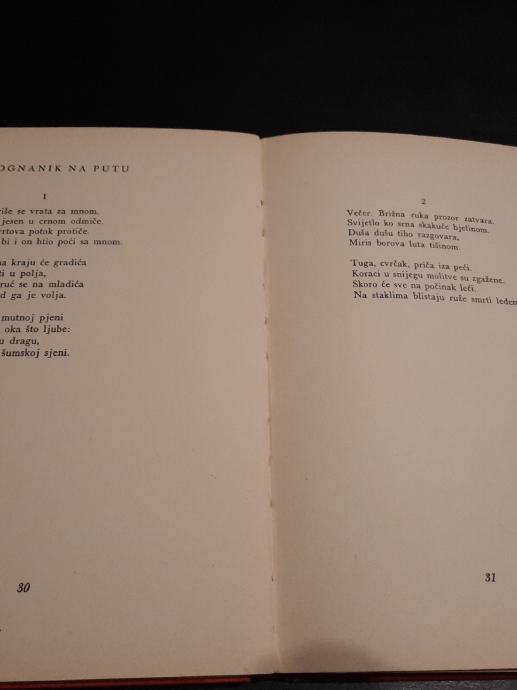 OGNANIK NA PUTU
1
iše se vrata za mnom.
jesen u crnom odmiče.
rtova potok protiče.
bi i on htio poći sa mnom.
na kraju će gradića
ti u polja,
ruč se na mladića
d ga je volja.
mutnoj pjeni
oka što ljube:
u dragu,
šumskoj sjeni.
30
2
Večer. Brižna ruka prozor zatvara.
Svijetlo ko srna skakuće bjelinom.
Duša dušu tiho razgovara,
Miris borova luta tišinom.
Tuga, cvrčak, priča iza peći.
Koraci u snijegu molitve su zgažene.
Skoro će sve na počinak leći.
Na staklima blistaju ruže smrti leden
31